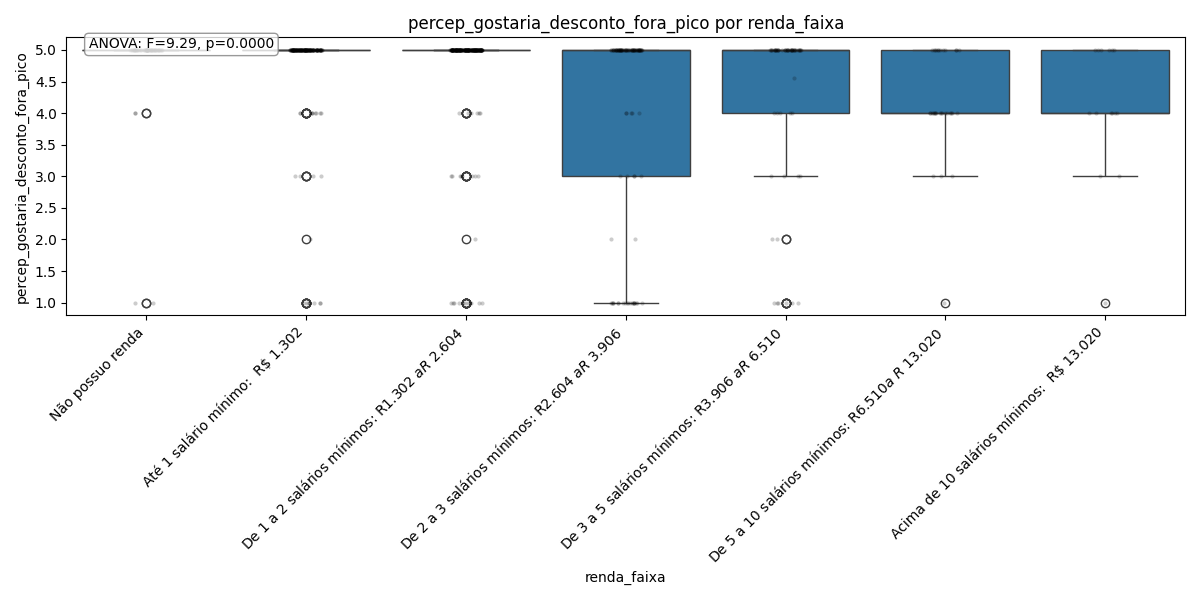 percep_gostaria_desconto_fora_pico por renda_faixa
ANOVA: F=9.29, p=0.0000
percep_gostaria_desconto_fora_pico
5.0
4.5
4.0
3.5
3.0
2.5
2.0
1.5
1.0
Não possuo renda
Até 1 salário mínimo:  R$ 1.302
De 1 a 2 salários mínimos: R1.302 aR 2.604
De 2 a 3 salários mínimos: R2.604 aR 3.906
De 3 a 5 salários mínimos: R3.906 aR 6.510
De 5 a 10 salários mínimos: R6.510a R 13.020
Acima de 10 salários mínimos:  R$ 13.020
renda_faixa